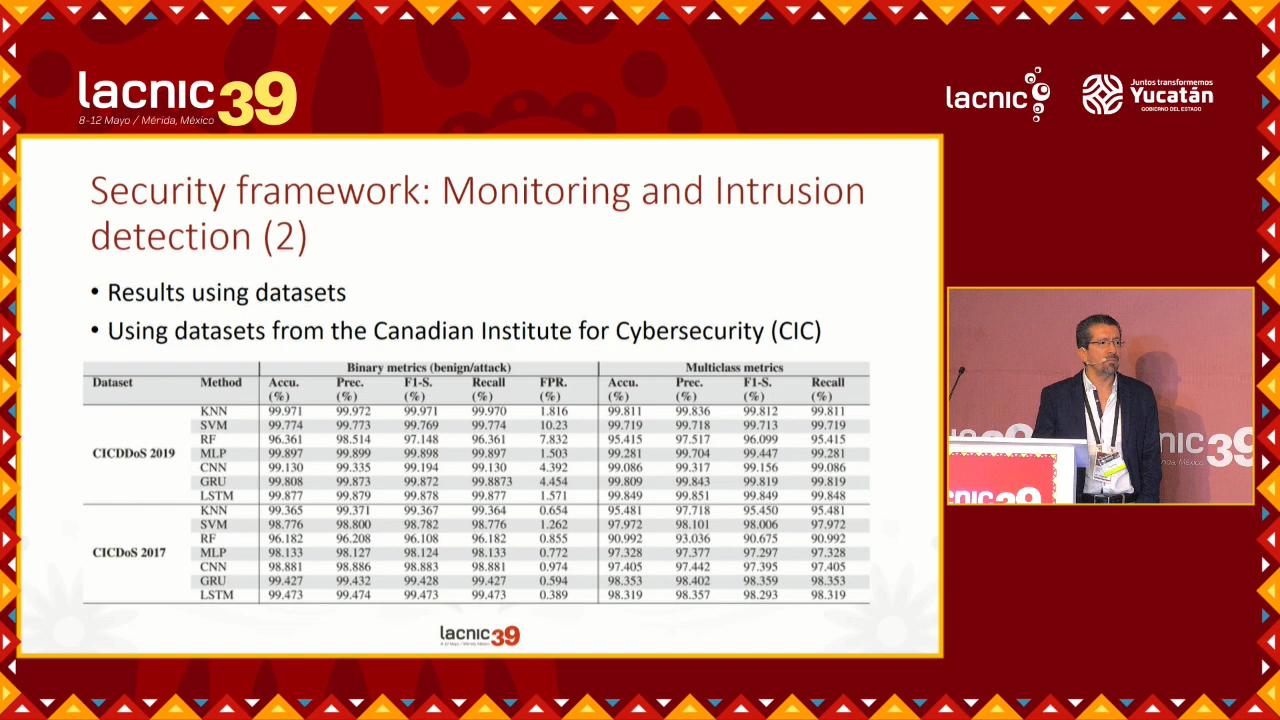 lacnic 39
8-12 Mayo / Mérida, México
lacnic
Juntos transformemos
Yucatán
GOBIERNO DEL ESTADO
Security framework: Monitoring and Intrusion
detection (2)
• Results using datasets
• Using datasets from the Canadian Institute for Cybersecurity (CIC)
Binary metrics (benign/attack) Multiclass metrics
Dataset Method Accu. Prec. F1-S. Recall FPR. Accu. Prec. F1-S. Recall
(%) (%) (%) (%) (%) (%) (%) (%) (%)
KNN 99.971 99.972 99.971 99.970 1.816 99.811 99.836 99.812 99.811
SVM 99.774 99.773 99.769 99.774 10.23 99.719 99.718 99.713 99.719
RF 96.361 98.514 97.148 96.361 7.832 95.415 97.517 96.099 95.415
CICDDoS 2019 MLP 99.897 99.899 99.898 99.897 1.503 99.281 99.704 99.447 99.281
CNN 99.130 99.335 99.194 99.130 4.392 99.086 99.317 99.156 99.086
GRU 99.808 99.873 99.872 99.8873 4.454 99.809 99.843 99.819 99.819
LSTM 99.877 99.879 99.878 99.877 1.571 99.849 99.851 99.849 99.848
KNN 99.365 99.371 99.367 99.364 0.654 95.481 97.718 95.450 95.481
SVM 98.776 98.800 98.782 98.776 1.262 97.972 98.101 98.006 97.972
RF 96.182 96.208 96.108 96.182 0.855 90.992 93.036 90.675 90.992
CICDoS 2017 MLP 98.133 98.127 98.124 98.133 0.772 97.328 97.377 97.297 97.328
CNN 98.881 98.886 98.883 98.881 0.974 97.405 97.442 97.395 97.405
GRU 99.427 99.432 99.428 99.427 0.594 98.353 98.402 98.359 98.353
LSTM 99.473 99.474 99.473 99.473 0.389 98.319 98.357 98.293 98.319
lacnic 39
8-12 Mayo / Mérida, México
lacnic 39